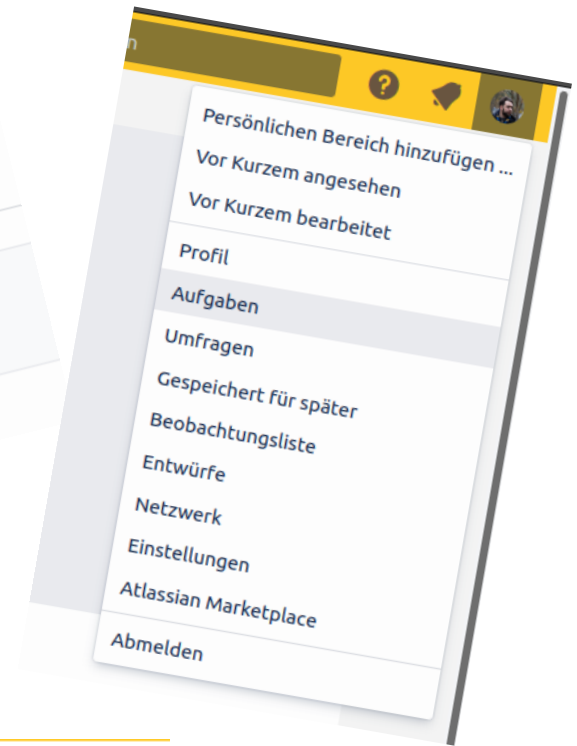 n
?
Persönlichen Bereich hinzufügen ...
Vor Kurzem angesehen
Vor Kurzem bearbeitet
Profil
Aufgaben
Umfragen
Gespeichert für später
Beobachtungsliste
Entwürfe
Netzwerk
Einstellungen
Atlassian Marketplace
Abmelden